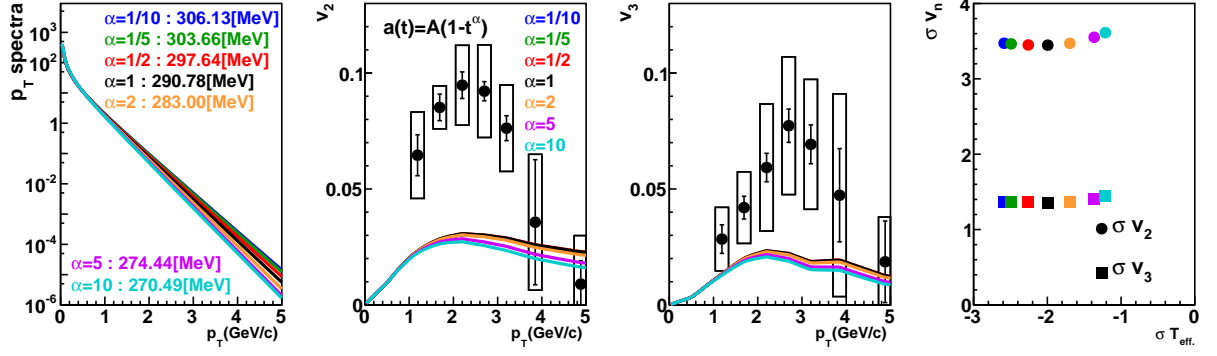 p_T spectra
10^3
10^2
1
10^-2
10^-4
10^-6
α=1/10 : 306.13[MeV]
α=1/5 : 303.66[MeV]
α=1/2 : 297.64[MeV]
α=1 : 290.78[MeV]
α=2 : 283.00[MeV]
α=5 : 274.44[MeV]
α=10 : 270.49[MeV]
0 1 2 3 4 5
p_T(GeV/c)
v_2
a(t)=A(1-t^α)
α=1/10
α=1/5
α=1/2
α=1
α=2
α=5
α=10
0.1
0.05
0
0 1 2 3 4 5
p_T(GeV/c)
v_3
0.1
0.05
0
0 1 2 3 4 5
p_T(GeV/c)
σ v_n
4
3
2
1
0
σ v_2
σ v_3
-3 -2 -1 0
σ T_eff.